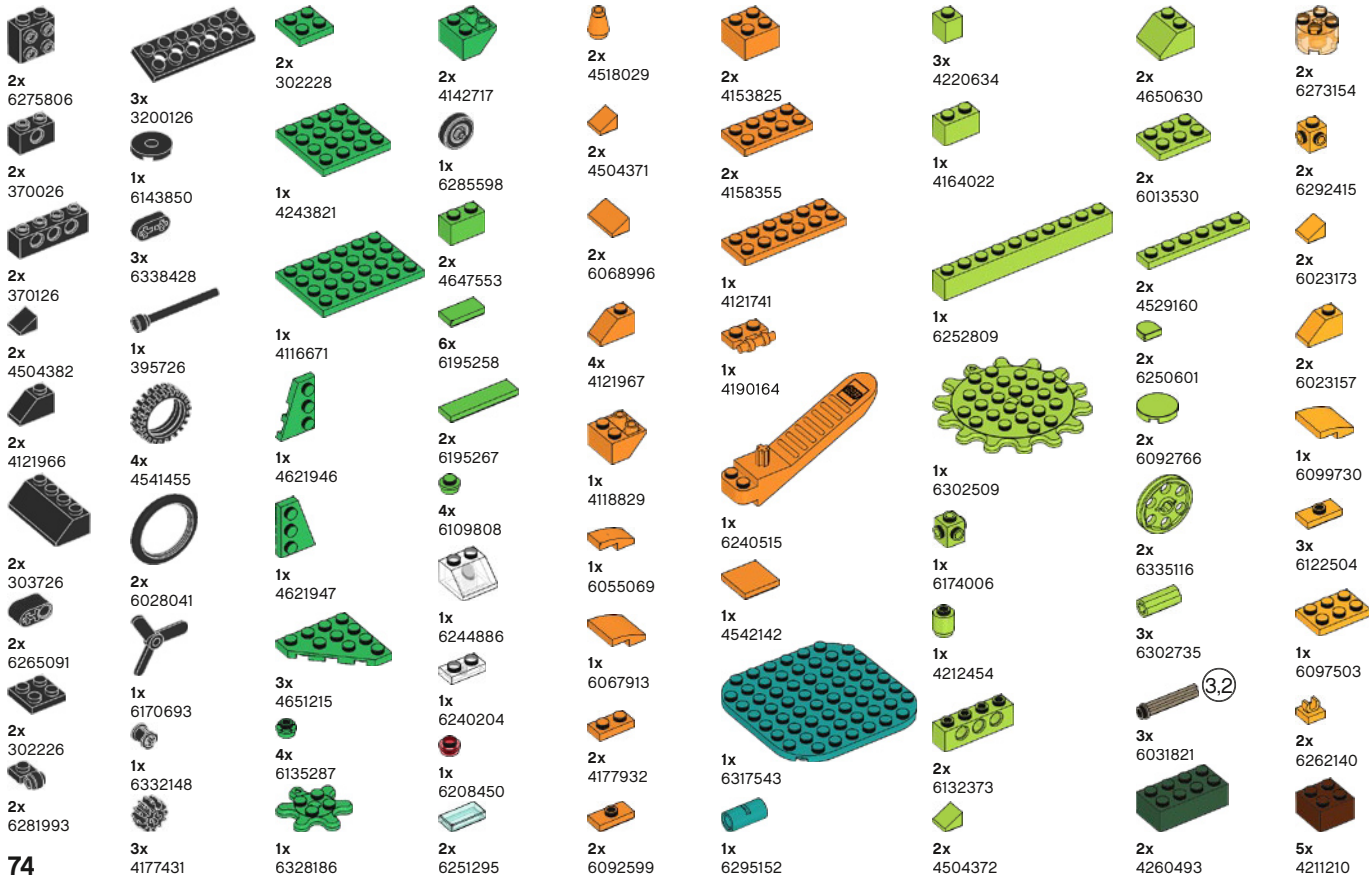 2x
6275806
2x
370026
2x
370126
2x
4504382
2x
4121966
2x
303726
2x
6265091
2x
302226
2x
6281993
74
3x
3200126
1x
6143850
3x
6338428
1x
395726
4x
4541455
2x
6028041
1x
6170693
1x
6332148
3x
4177431
2x
302228
1x
4243821
1x
4116671
1x
4621946
1x
4621947
3x
4651215
4x
6135287
1x
6328186
2x
4142717
1x
6285598
2x
4647553
6x
6195258
2x
6195267
4x
6109808
1x
6244886
1x
6240204
1x
6208450
2x
6251295
2x
4518029
2x
4504371
2x
6068996
4x
4121967
1x
4118829
1x
6055069
1x
6067913
2x
4177932
2x
6092599
2x
4153825
2x
4158355
1x
4121741
1x
4190164
1x
6240515
1x
4542142
1x
6317543
1x
6295152
3x
4220634
1x
4164022
1x
6252809
1x
6302509
1x
6174006
1x
4212454
2x
6132373
2x
4504372
2x
4650630
2x
6013530
2x
4529160
2x
6250601
2x
6092766
2x
6335116
3x
6302735
3,2
3x
6031821
2x
4260493
2x
6273154
2x
6292415
2x
6023173
2x
6023157
1x
6099730
3x
6122504
1x
6097503
2x
6262140
5x
4211210